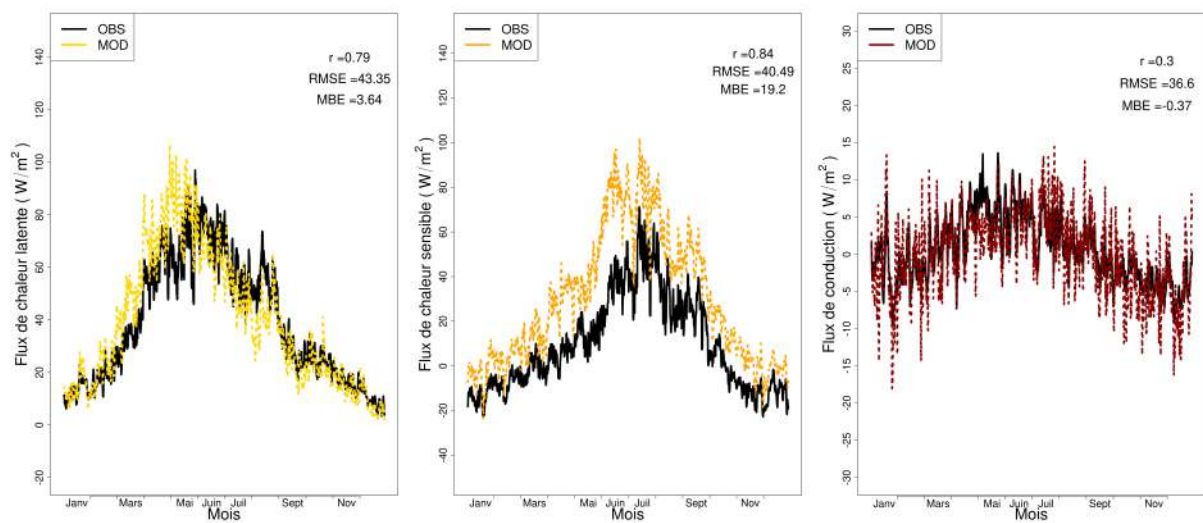 OBS
MOD
r =0.79
RMSE =43.35
MBE =3.64
Flux de chaleur latente ( W/m² )
140
120
100
80
60
40
20
0
-20
Janv Mars Mai Juin Juil Sept Nov
Mois
OBS
MOD
r =0.84
RMSE =40.49
MBE =19.2
Flux de chaleur sensible ( W/m² )
140
120
100
80
60
40
20
0
-20
-40
Janv Mars Mai Juin Juil Sept Nov
Mois
OBS
MOD
r =0.3
RMSE =36.6
MBE =-0.37
Flux de conduction ( W/m² )
30
25
20
15
10
5
0
-5
-10
-15
-20
-25
-30
Janv Mars Mai Juin Juil Sept Nov
Mois